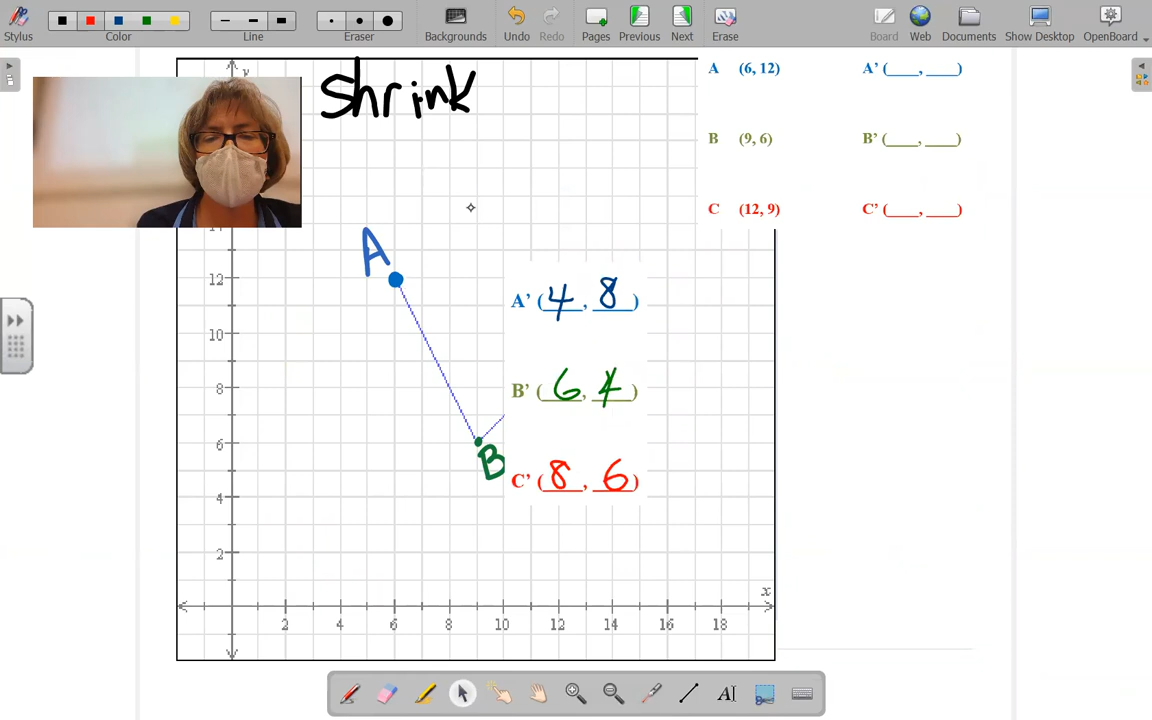 Stylus Color Line Eraser Backgrounds Undo Redo Pages Previous Next Erase Board Web Documents Show Desktop OpenBoard
y
Shrink
A (6, 12) A’ (____, ____)
B (9, 6) B’ (____, ____)
C (12, 9) C’ (____, ____)
A
12
A’ (4, 8)
10
8
B’ (6, 4)
6
B
C’ (8, 6)
4
2
x
2 4 6 8 10 12 14 16 18